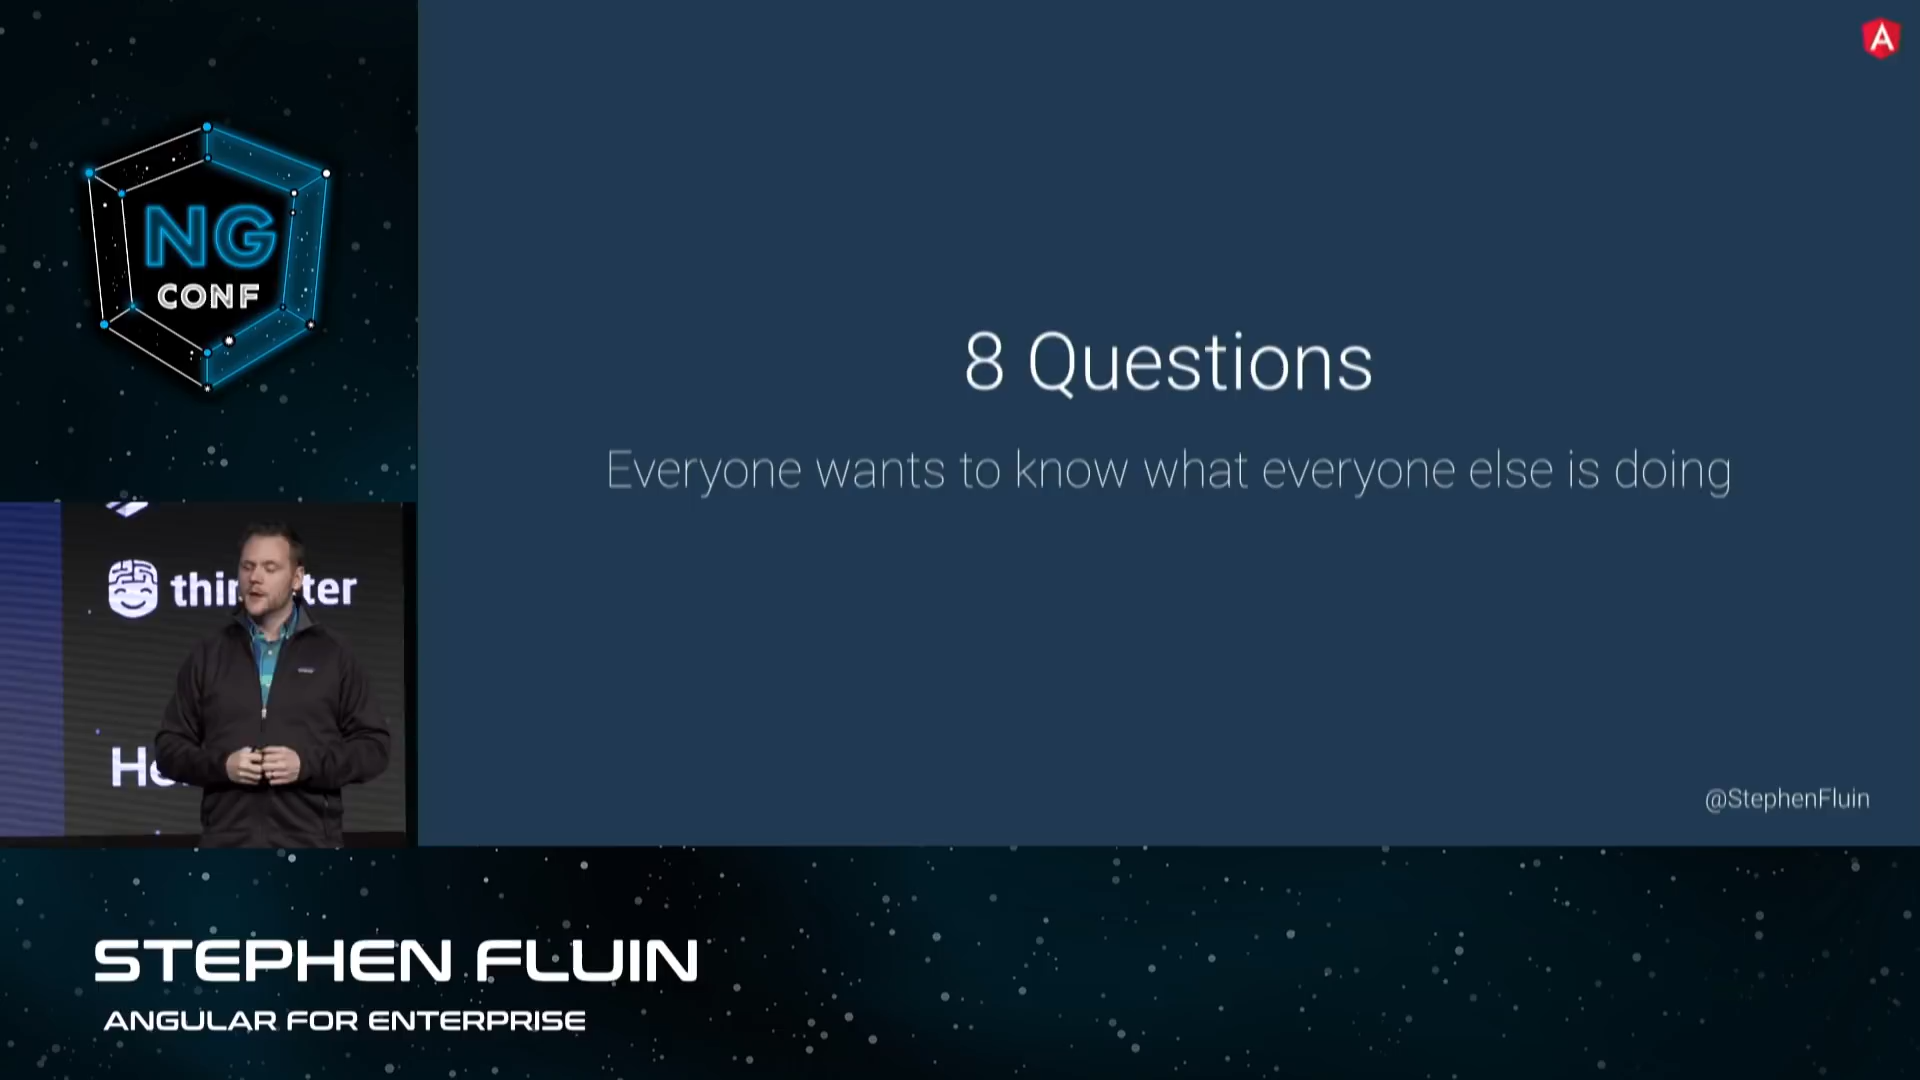 NG
CONF
8 Questions
Everyone wants to know what everyone else is doing
@StephenFluin
STEPHEN FLUIN
ANGULAR FOR ENTERPRISE